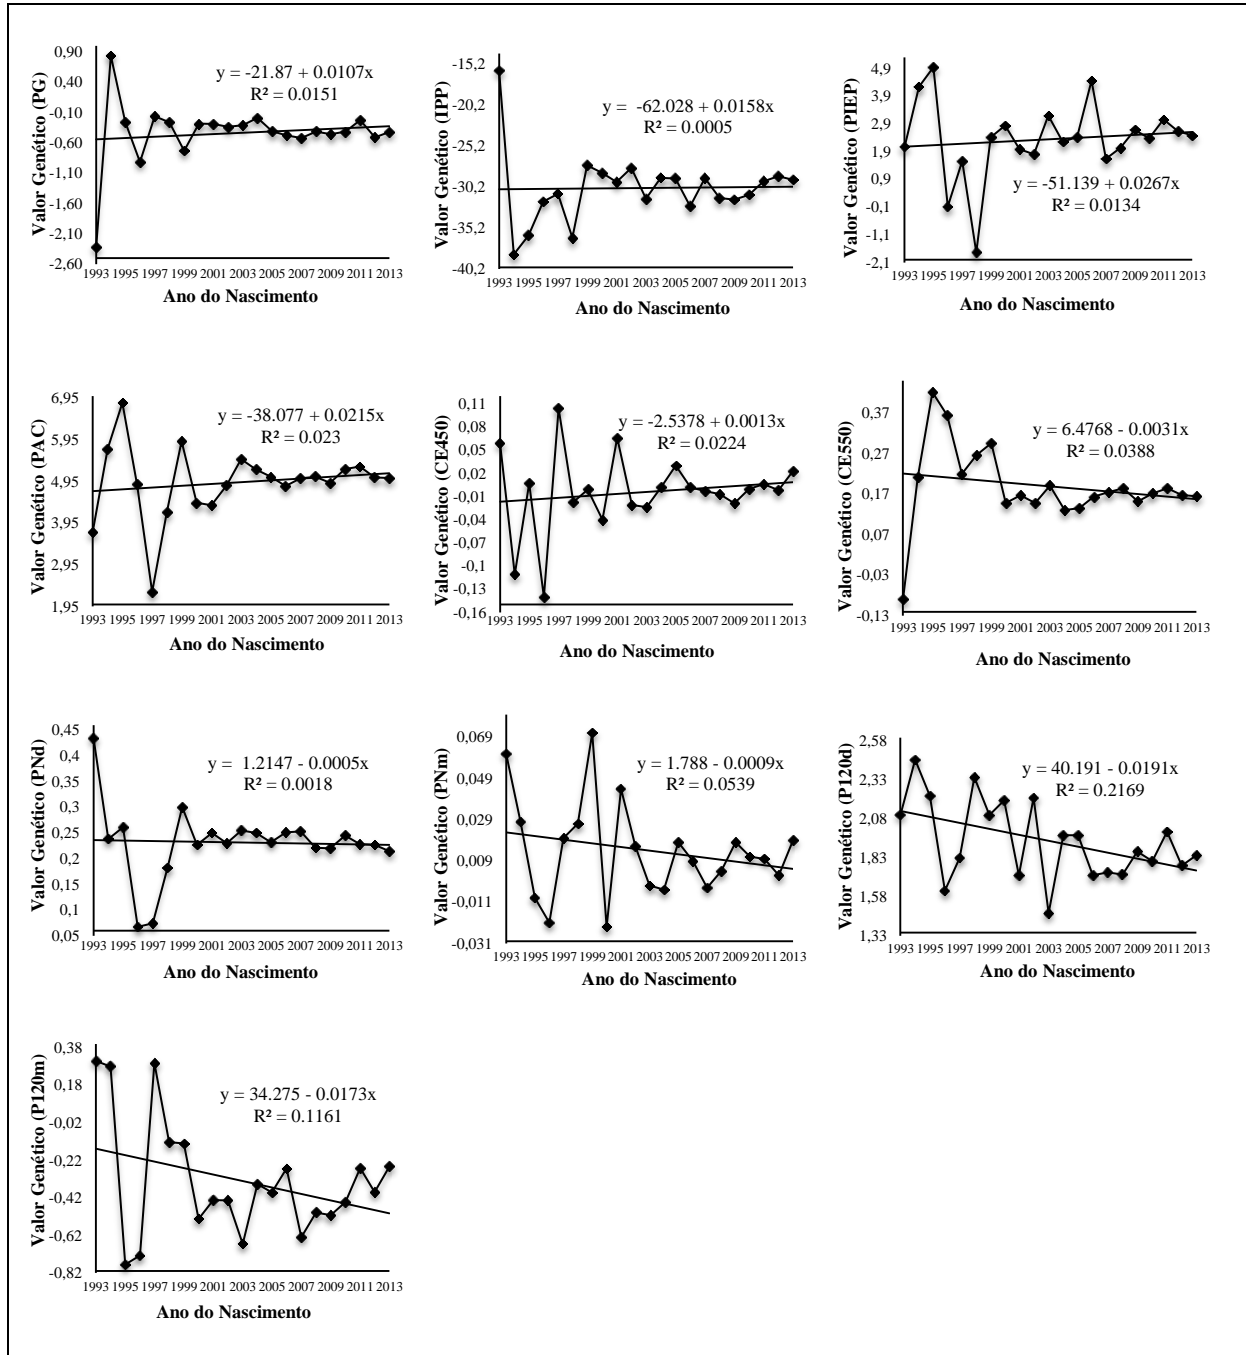 Valor Genético (PG)
0,90
0,40
-0,10
-0,60
-1,10
-1,60
-2,10
-2,60
y = -21.87 + 0.0107x
R² = 0.0151
1993 1995 1997 1999 2001 2003 2005 2007 2009 2011 2013
Ano do Nascimento
Valor Genético (IPP)
-15,2
-20,2
-25,2
-30,2
-35,2
-40,2
y = -62.028 + 0.0158x
R² = 0.0005
1993 1995 1997 1999 2001 2003 2005 2007 2009 2011 2013
Ano do Nascimento
Valor Genético (PIEP)
4,9
3,9
2,9
1,9
0,9
-0,1
-1,1
-2,1
y = -51.139 + 0.0267x
R² = 0.0134
1993 1995 1997 1999 2001 2003 2005 2007 2009 2011 2013
Ano do Nascimento
Valor Genético (PAC)
6,95
5,95
4,95
3,95
2,95
1,95
y = -38.077 + 0.0215x
R² = 0.023
1993 1995 1997 1999 2001 2003 2005 2007 2009 2011 2013
Ano do Nascimento
Valor Genético (CE450)
0,11
0,08
0,05
0,02
-0,01
-0,04
-0,07
-0,1
-0,13
-0,16
y = -2.5378 + 0.0013x
R² = 0.0224
1993 1995 1997 1999 2001 2003 2005 2007 2009 2011 2013
Ano do Nascimento
Valor Genético (CE550)
0,37
0,27
0,17
0,07
-0,03
-0,13
y = 6.4768 - 0.0031x
R² = 0.0388
1993 1995 1997 1999 2001 2003 2005 2007 2009 2011 2013
Ano do Nascimento
Valor Genético (PNd)
0,45
0,4
0,35
0,3
0,25
0,2
0,15
0,1
0,05
y = 1.2147 - 0.0005x
R² = 0.0018
1993 1995 1997 1999 2001 2003 2005 2007 2009 2011 2013
Ano do Nascimento
Valor Genético (PNm)
0,069
0,049
0,029
0,009
-0,011
-0,031
y = 1.788 - 0.0009x
R² = 0.0539
1993 1995 1997 1999 2001 2003 2005 2007 2009 2011 2013
Ano do Nascimento
Valor Genético (P120d)
2,58
2,33
2,08
1,83
1,58
1,33
y = 40.191 - 0.0191x
R² = 0.2169
1993 1995 1997 1999 2001 2003 2005 2007 2009 2011 2013
Ano do Nascimento
Valor Genético (P120m)
0,38
0,18
-0,02
-0,22
-0,42
-0,62
-0,82
y = 34.275 - 0.0173x
R² = 0.1161
1993 1995 1997 1999 2001 2003 2005 2007 2009 2011 2013
Ano do Nascimento